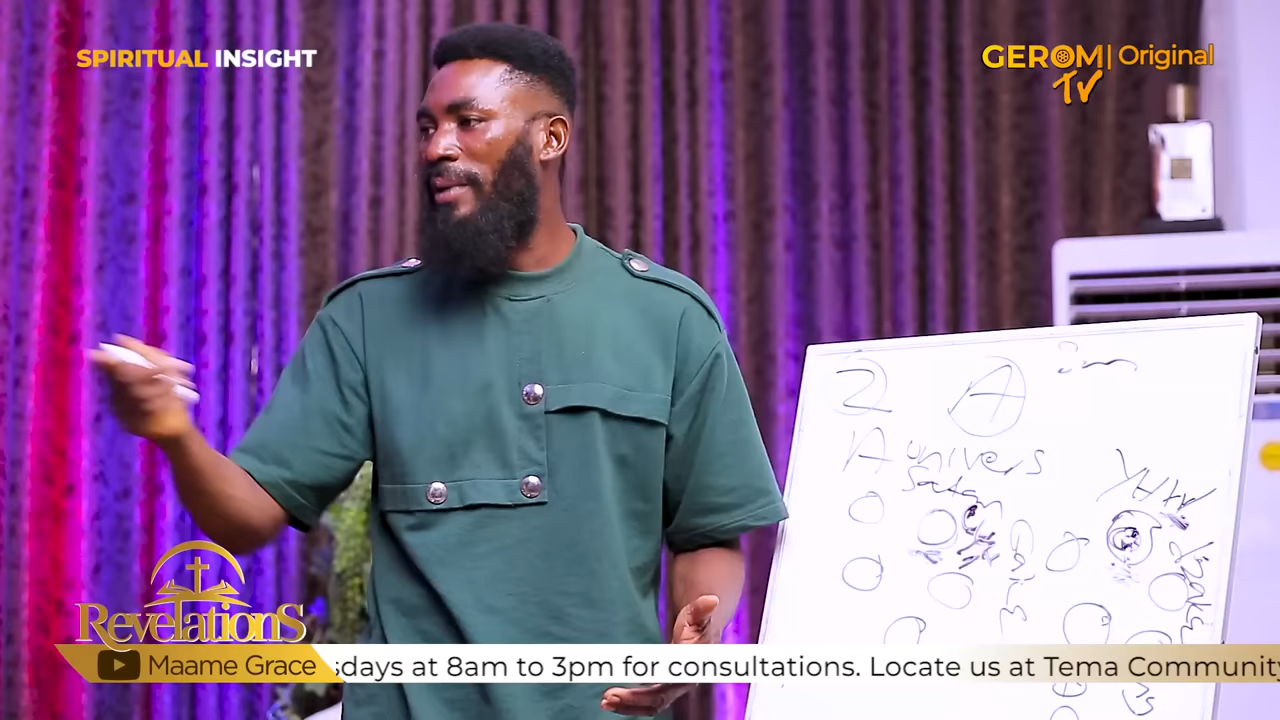 SPIRITUAL INSIGHT
GEROM TV | Original
2 A
A univers
Satan
RevelationS
Maame Grace
sdays at 8am to 3pm for consultations. Locate us at Tema Community